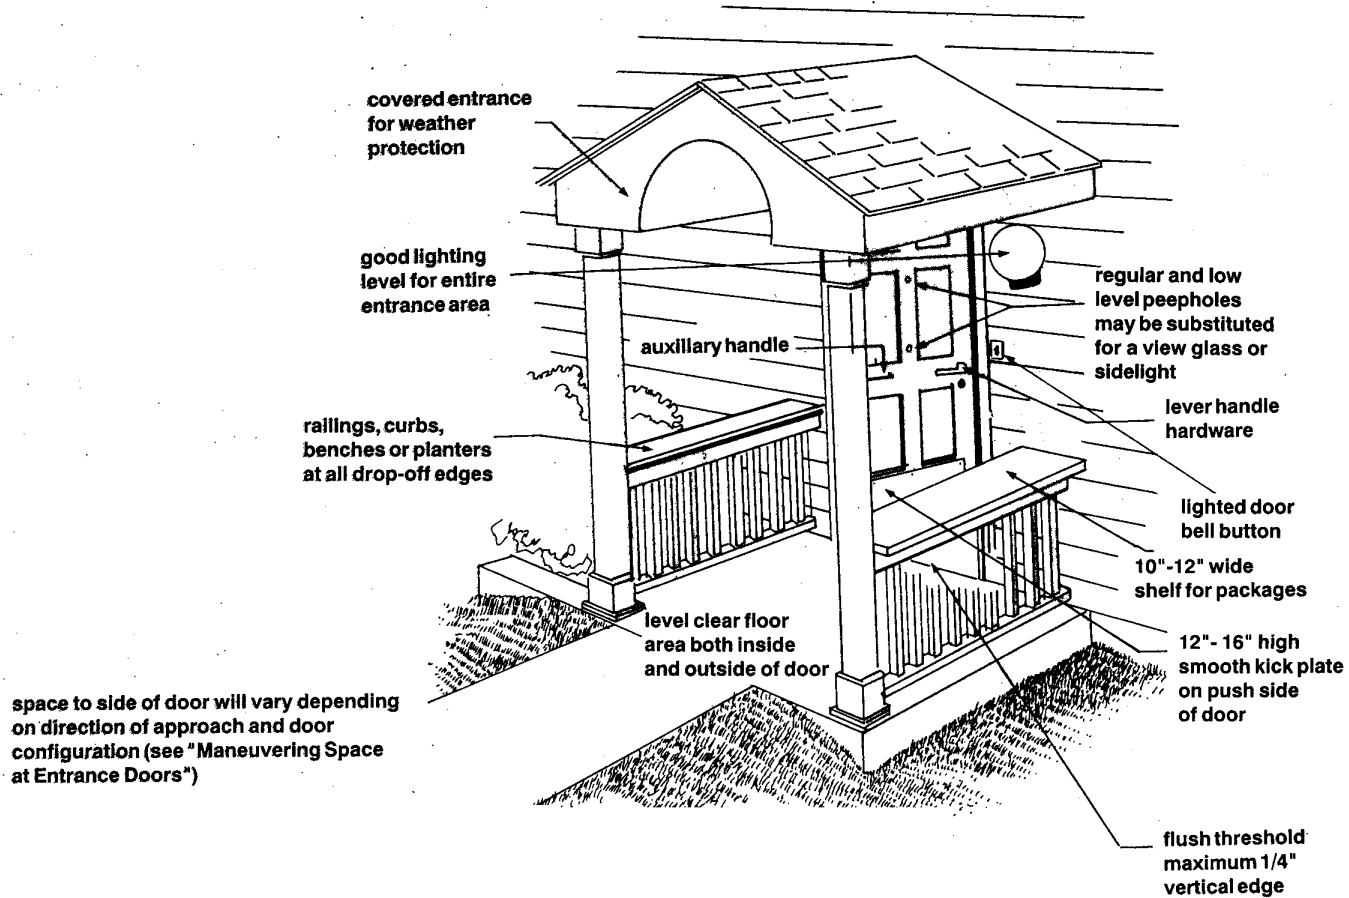 covered entrance
for weather
protection
good lighting
level for entire
entrance area
auxillary handle
railings, curbs,
benches or planters
at all drop-off edges
regular and low
level peepholes
may be substituted
for a view glass or
sidelight
lever handle
hardware
lighted door
bell button
10"-12" wide
shelf for packages
level clear floor
area both inside
and outside of door
12"- 16" high
smooth kick plate
on push side
of door
space to side of door will vary depending
on direction of approach and door
configuration (see "Maneuvering Space
at Entrance Doors")
flush threshold
maximum 1/4"
vertical edge